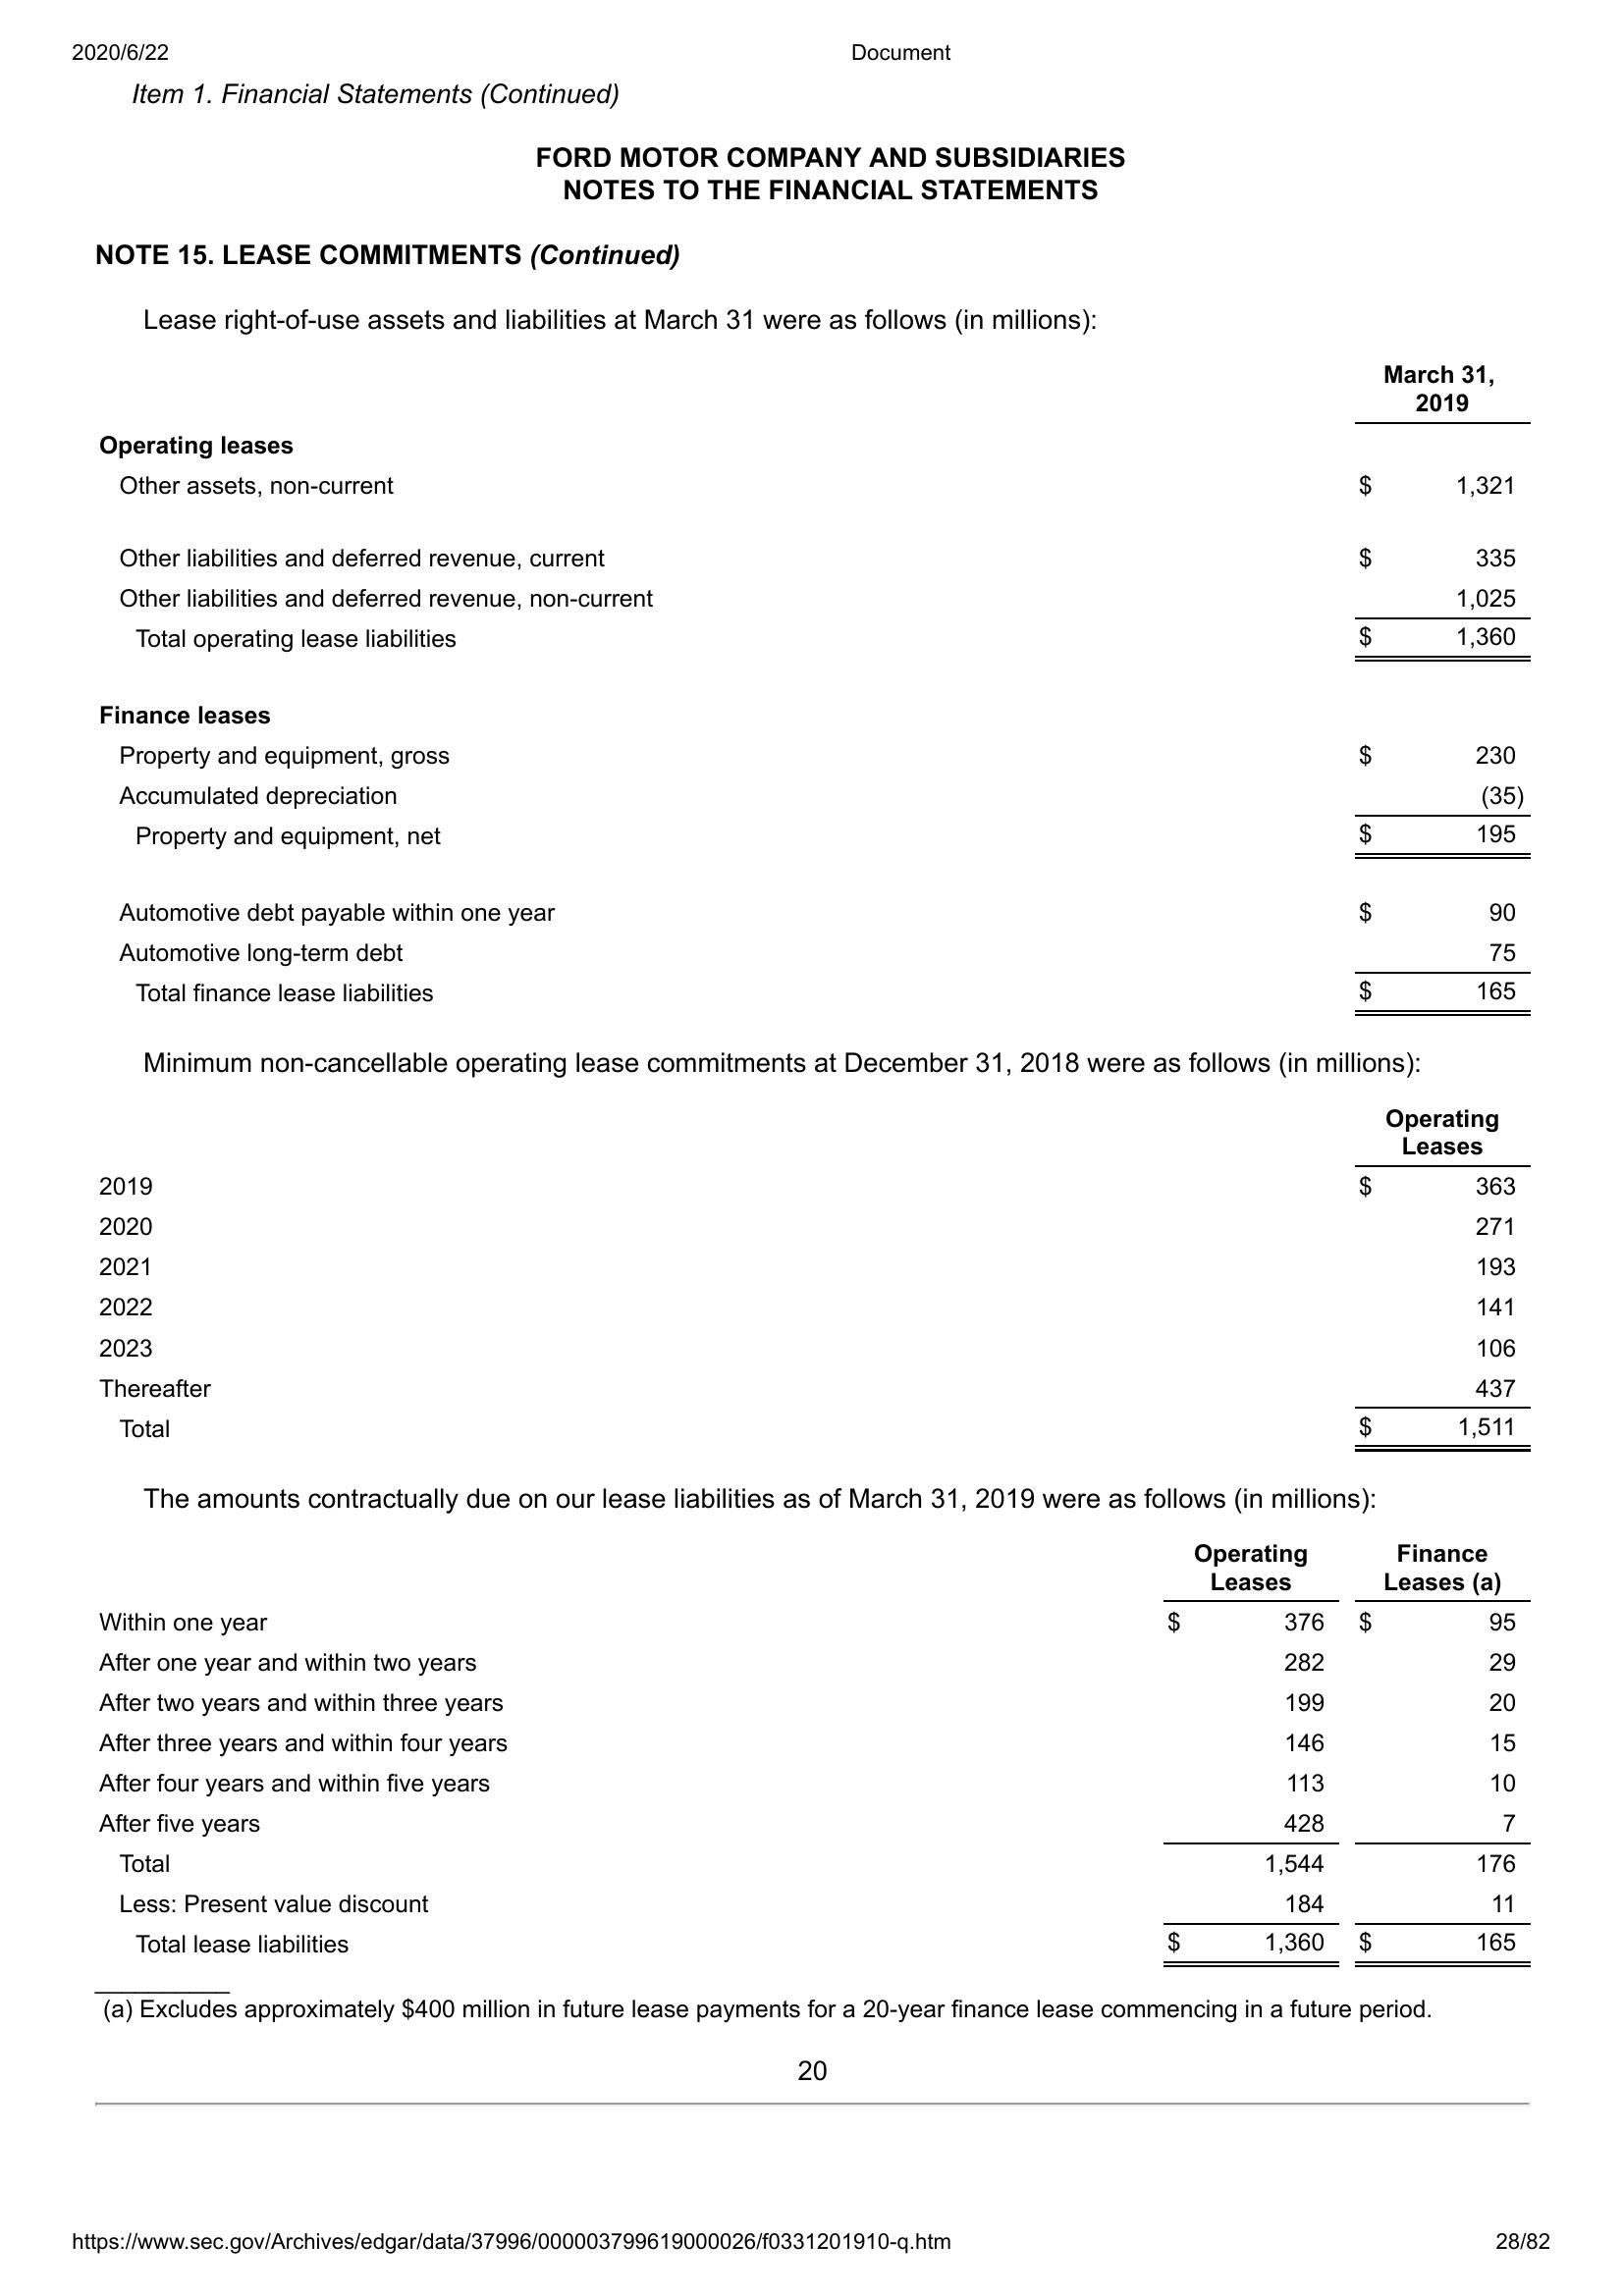 2020/6/22 Document
Item 1. Financial Statements (Continued)
FORD MOTOR COMPANY AND SUBSIDIARIES
NOTES TO THE FINANCIAL STATEMENTS
NOTE 15. LEASE COMMITMENTS (Continued)
Lease right-of-use assets and liabilities at March 31 were as follows (in millions):
March 31,
2019
Operating leases
Other assets, non-current $ 1,321
Other liabilities and deferred revenue, current $ 335
Other liabilities and deferred revenue, non-current 1,025
Total operating lease liabilities $ 1,360
Finance leases
Property and equipment, gross $ 230
Accumulated depreciation (35)
Property and equipment, net $ 195
Automotive debt payable within one year $ 90
Automotive long-term debt 75
Total finance lease liabilities $ 165
Minimum non-cancellable operating lease commitments at December 31, 2018 were as follows (in millions):
Operating
Leases
2019 $ 363
2020 271
2021 193
2022 141
2023 106
Thereafter 437
Total $ 1,511
The amounts contractually due on our lease liabilities as of March 31, 2019 were as follows (in millions):
Operating Finance
Leases Leases (a)
Within one year $ 376 $ 95
After one year and within two years 282 29
After two years and within three years 199 20
After three years and within four years 146 15
After four years and within five years 113 10
After five years 428 7
Total 1,544 176
Less: Present value discount 184 11
Total lease liabilities $ 1,360 $ 165
(a) Excludes approximately $400 million in future lease payments for a 20-year finance lease commencing in a future period.
20
https://www.sec.gov/Archives/edgar/data/37996/000003799619000026/f0331201910-q.htm 28/82